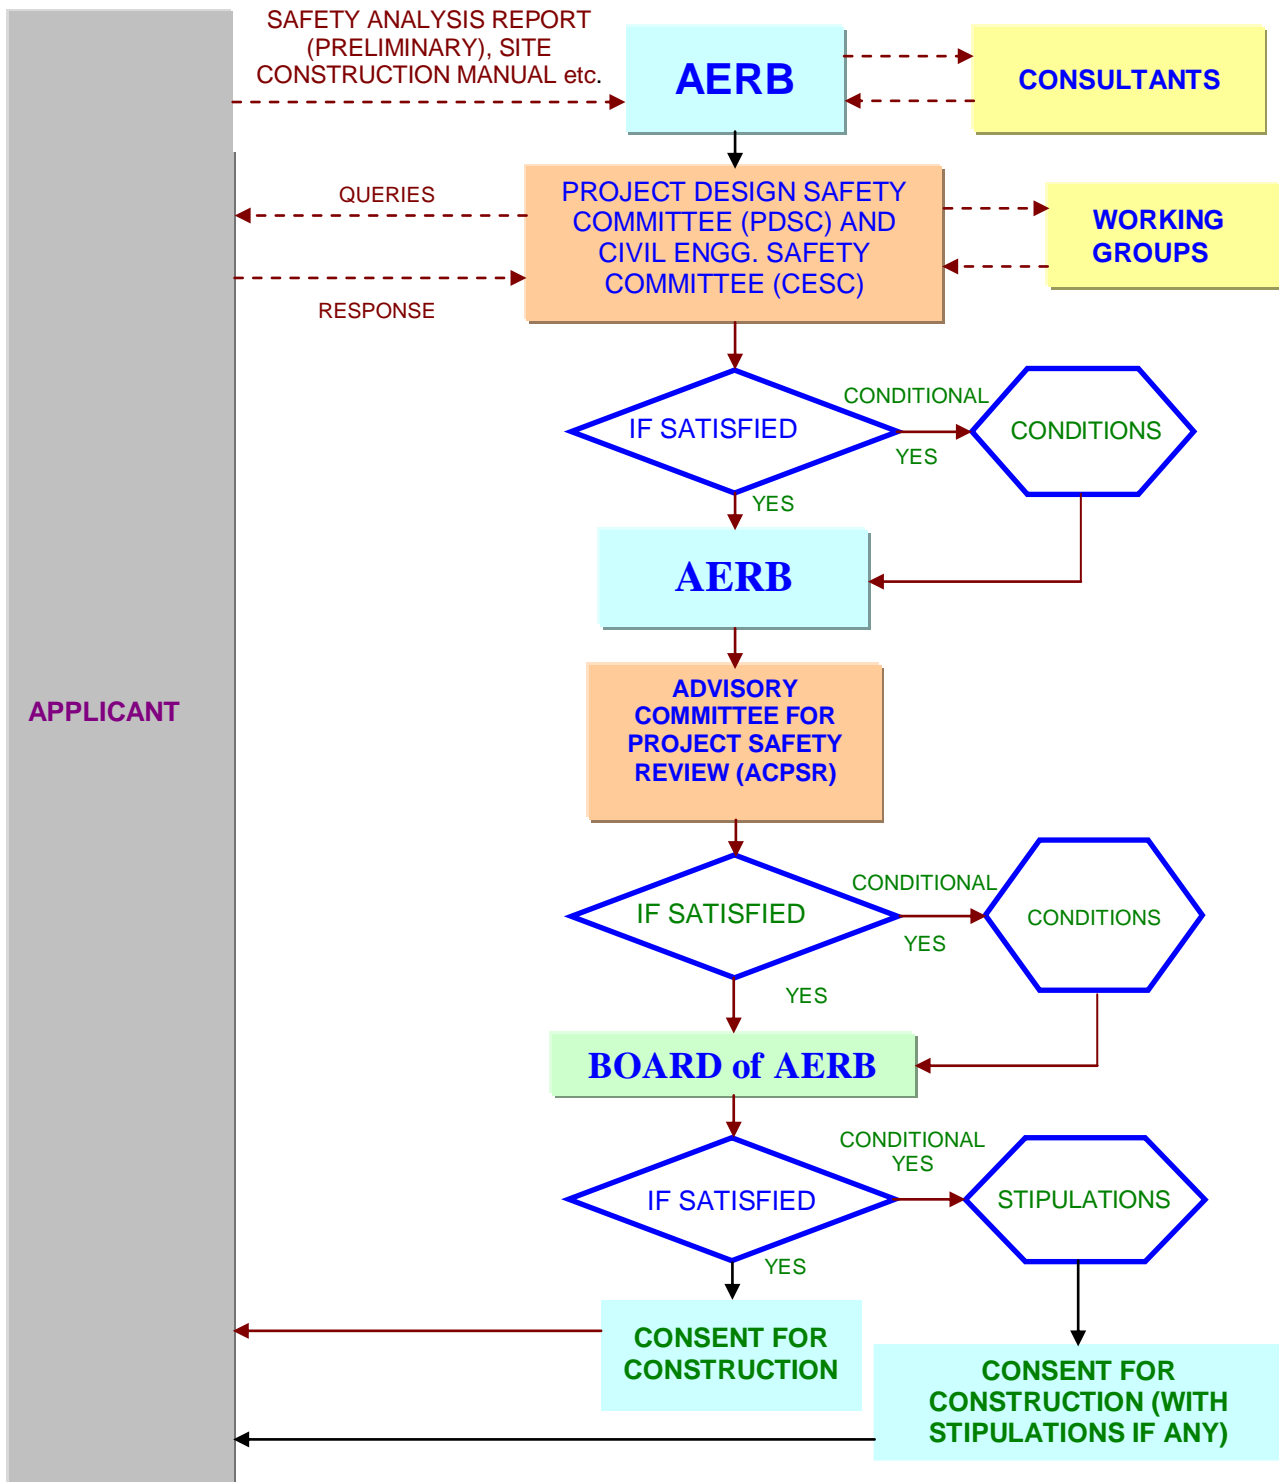 SAFETY ANALYSIS REPORT
(PRELIMINARY), SITE
CONSTRUCTION MANUAL etc.
AERB
CONSULTANTS
QUERIES
PROJECT DESIGN SAFETY
COMMITTEE (PDSC) AND
CIVIL ENGG. SAFETY
COMMITTEE (CESC)
WORKING
GROUPS
RESPONSE
IF SATISFIED
CONDITIONAL
YES
CONDITIONS
YES
AERB
APPLICANT
ADVISORY
COMMITTEE FOR
PROJECT SAFETY
REVIEW (ACPSR)
IF SATISFIED
CONDITIONAL
YES
CONDITIONS
YES
BOARD of AERB
IF SATISFIED
CONDITIONAL
YES
STIPULATIONS
YES
CONSENT FOR
CONSTRUCTION
CONSENT FOR
CONSTRUCTION (WITH
STIPULATIONS IF ANY)